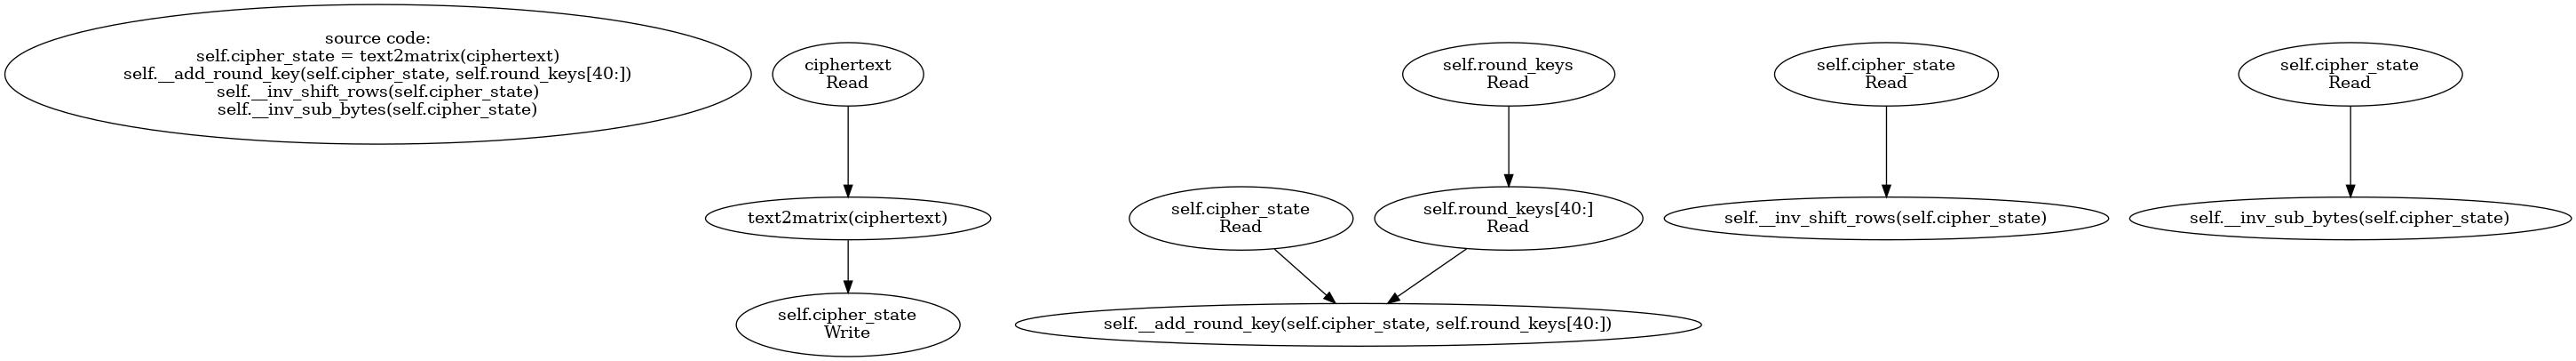 source code:
self.cipher_state = text2matrix(ciphertext)
self.__add_round_key(self.cipher_state, self.round_keys[40:])
self.__inv_shift_rows(self.cipher_state)
self.__inv_sub_bytes(self.cipher_state)
ciphertext
Read
text2matrix(ciphertext)
self.cipher_state
Write
self.round_keys
Read
self.cipher_state
Read
self.round_keys[40:]
Read
self.__add_round_key(self.cipher_state, self.round_keys[40:])
self.cipher_state
Read
self.__inv_shift_rows(self.cipher_state)
self.cipher_state
Read
self.__inv_sub_bytes(self.cipher_state)